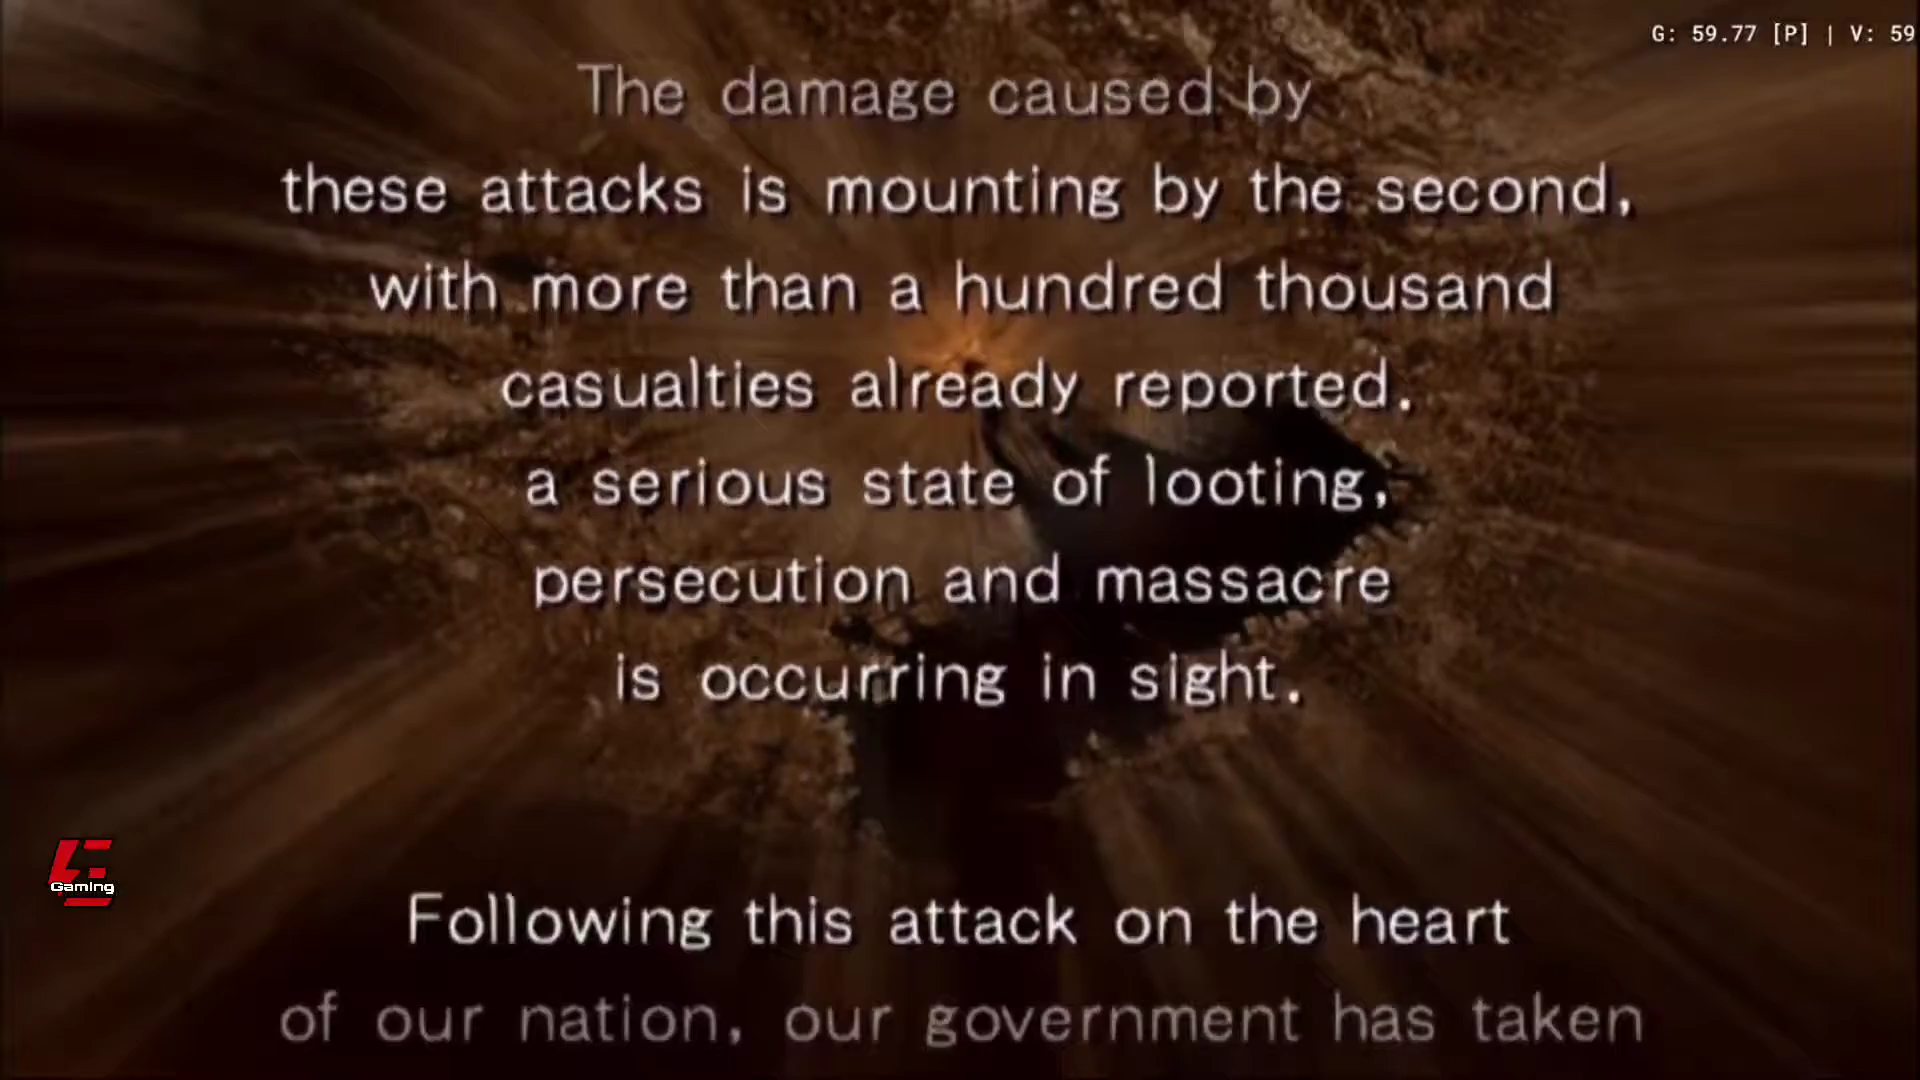 G: 59.77 [P] | V: 59
The damage caused by
these attacks is mounting by the second,
with more than a hundred thousand
casualties already reported.
a serious state of looting,
persecution and massacre
is occurring in sight.
Following this attack on the heart
of our nation, our government has taken
Gaming